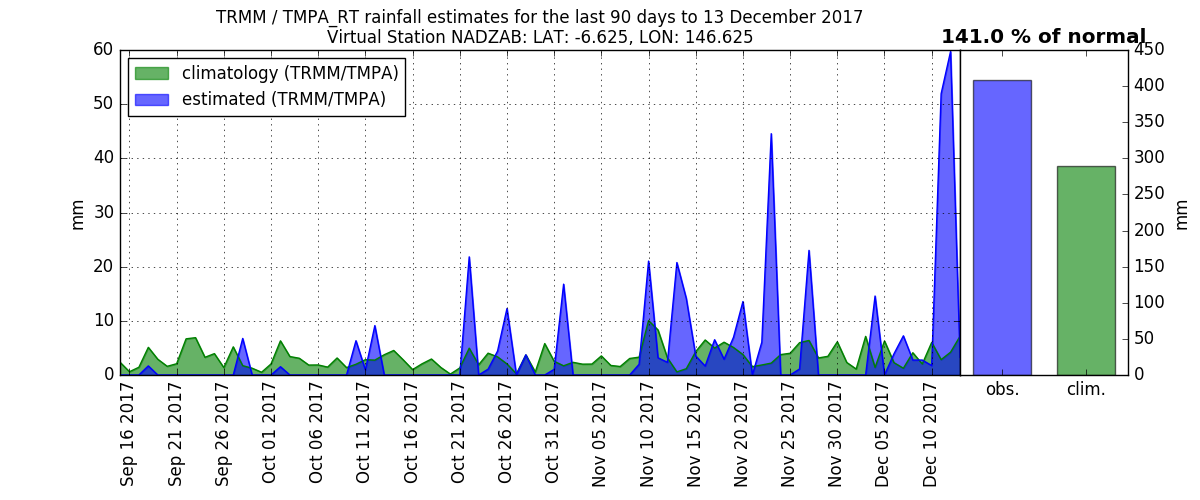 TRMM / TMPA_RT rainfall estimates for the last 90 days to 13 December 2017
Virtual Station NADZAB: LAT: -6.625, LON: 146.625
141.0 % of normal
climatology (TRMM/TMPA)
estimated (TRMM/TMPA)
60
50
40
30
20
10
0
mm
Sep 16 2017
Sep 21 2017
Sep 26 2017
Oct 01 2017
Oct 06 2017
Oct 11 2017
Oct 16 2017
Oct 21 2017
Oct 26 2017
Oct 31 2017
Nov 05 2017
Nov 10 2017
Nov 15 2017
Nov 20 2017
Nov 25 2017
Nov 30 2017
Dec 05 2017
Dec 10 2017
obs.
clim.
450
400
350
300
250
200
150
100
50
0
mm